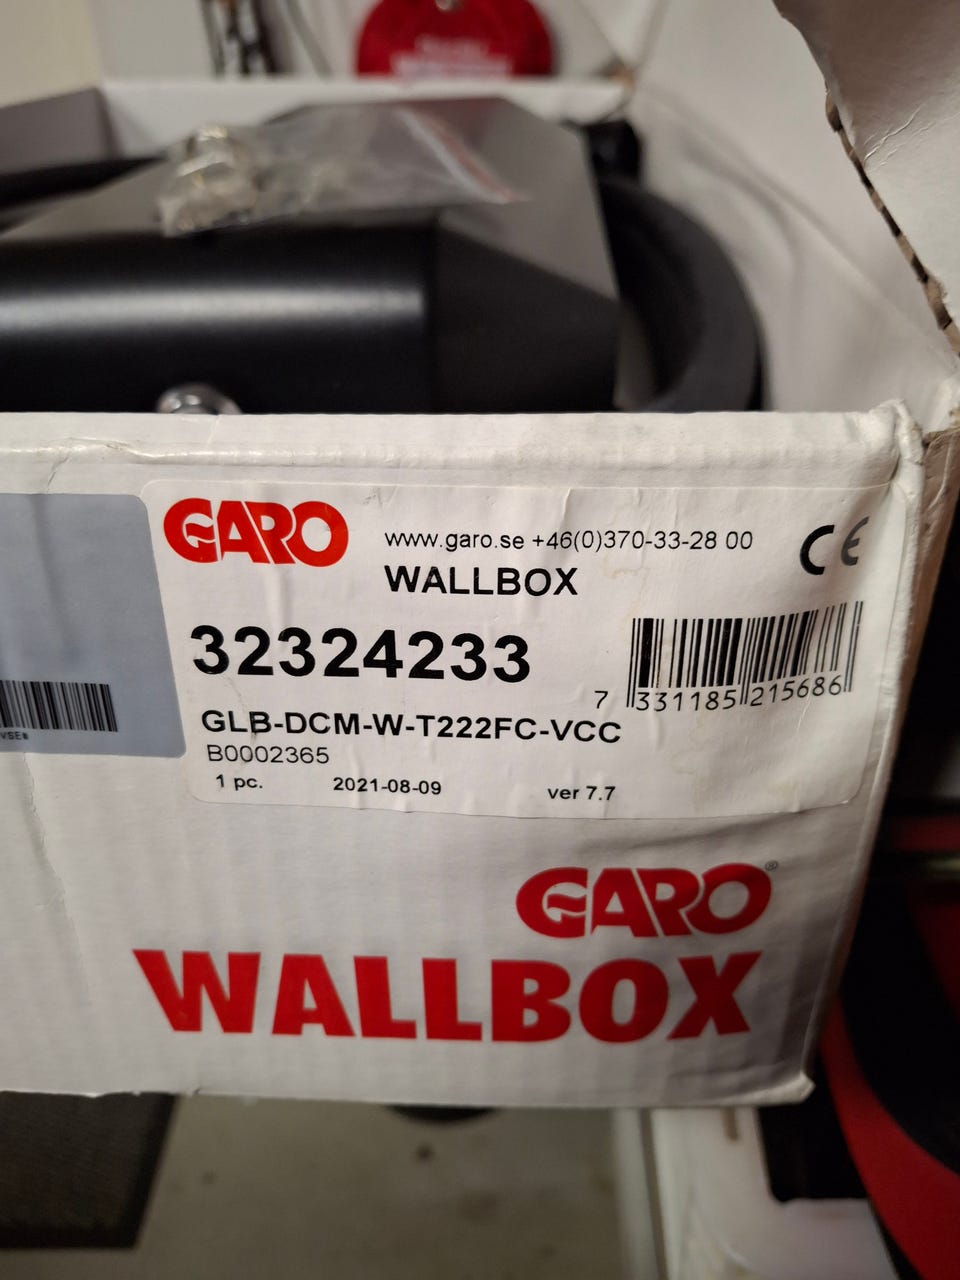 GARO
www.garo.se +46(0)370-33-28 00
CE
WALLBOX
32324233
7 331185 215686
GLB-DCM-W-T222FC-VCC
B0002365
1 pc. 2021-08-09 ver 7.7
GARO®
WALLBOX